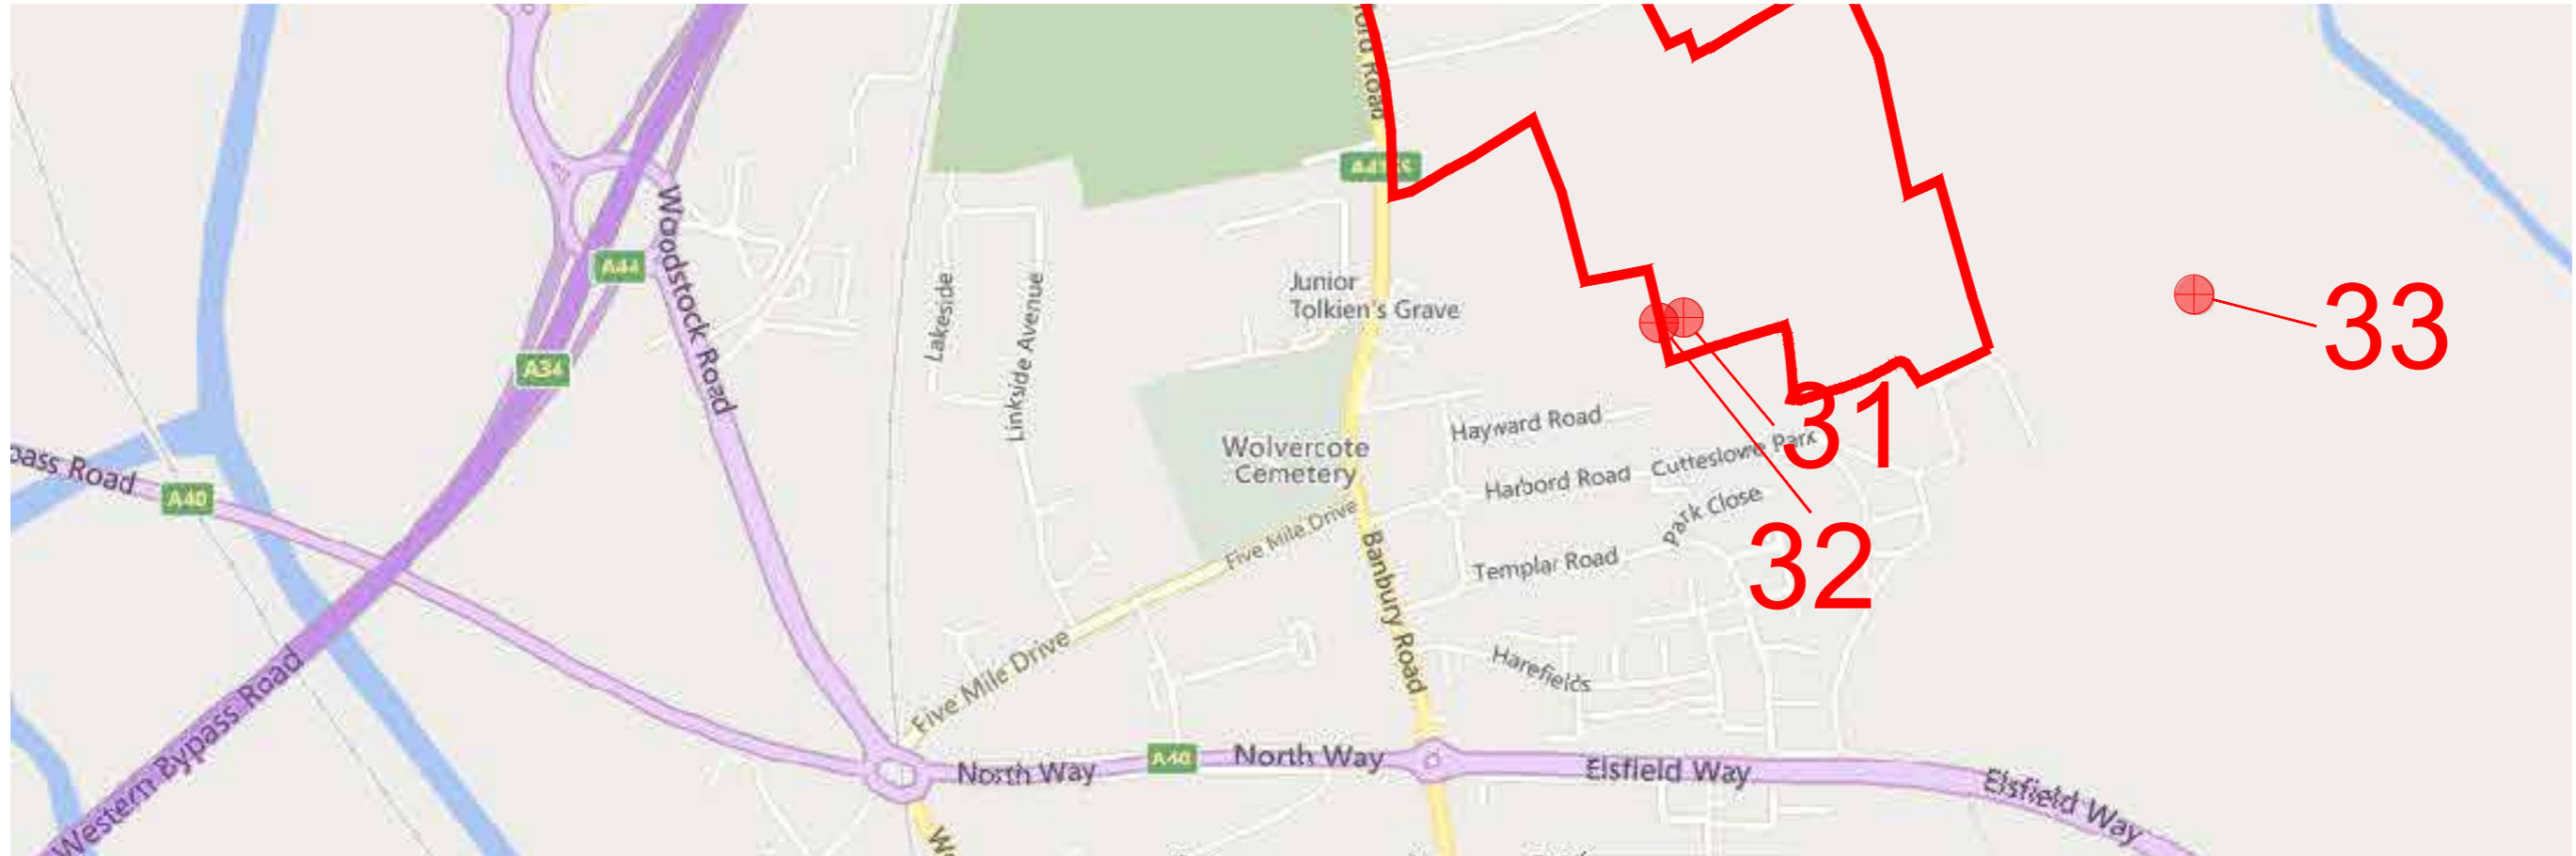 Road
A44
Woodstock Road
A34
Lakeside
Linkside Avenue
Junior
Tolkien's Grave
33
31
32
Hayward Road
Wolvercote
Cemetery
Cutteslowe Park
Harbord Road
Park Close
pass Road
A40
Five Mile Drive
Templar Road
Banbury Road
Five Mile Drive
Harefields
Western Bypass Road
North Way
A40
North Way
Elsfield Way
Elsfield Way